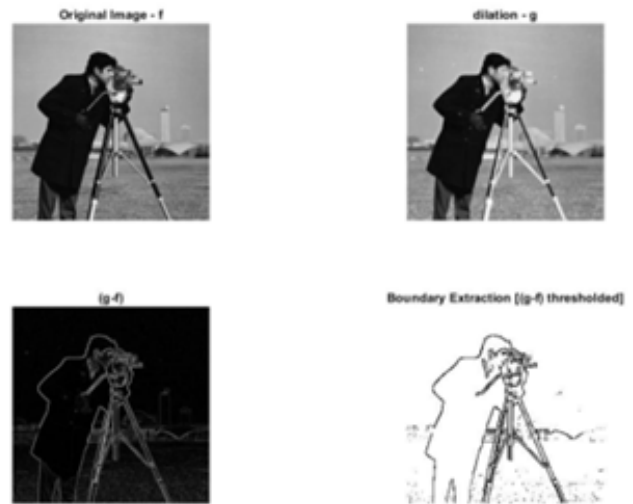 Original Image - f
dilation - g
(g-f)
Boundary Extraction [(g-f) thresholded]